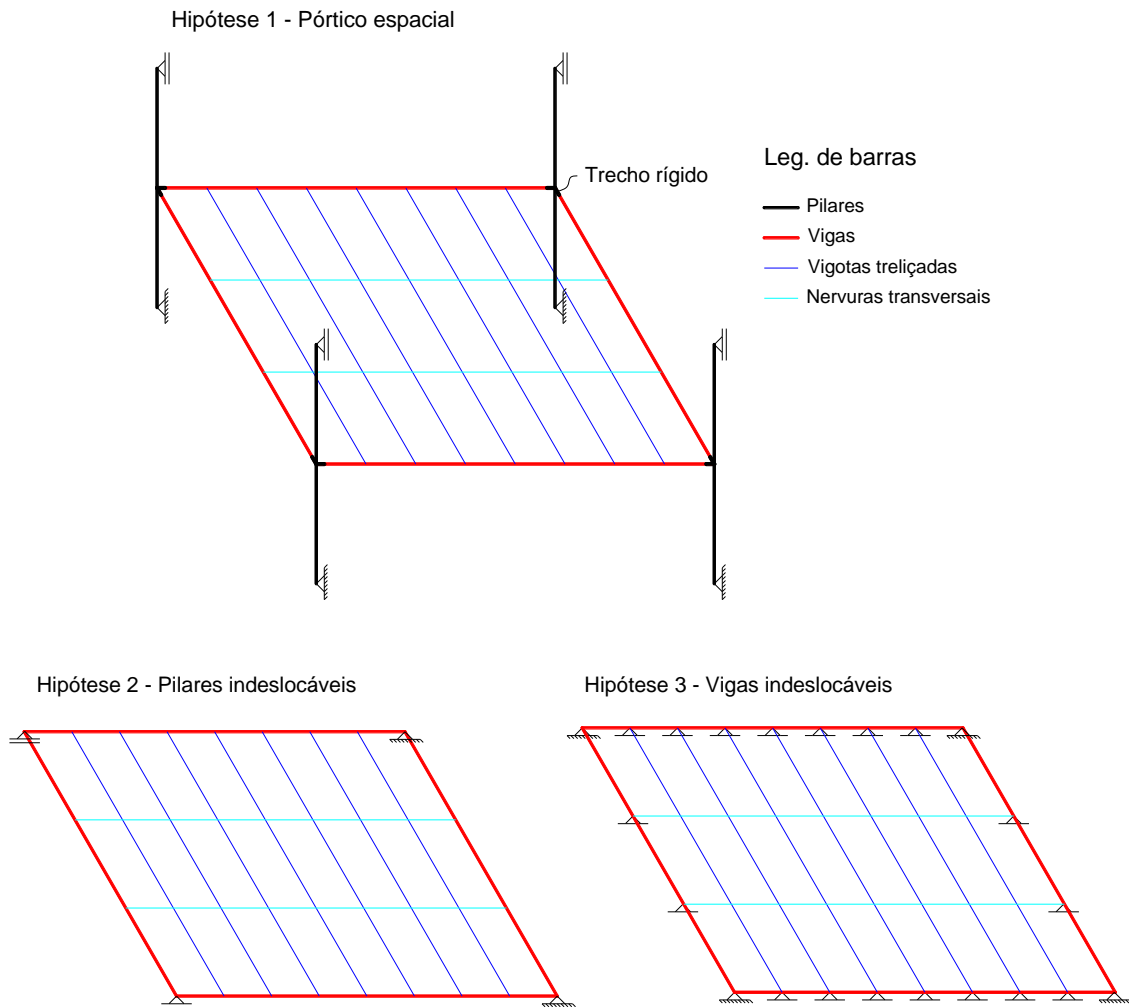 Hipótese 1 - Pórtico espacial
Trecho rígido
Leg. de barras
Pilares
Vigas
Vigotas treliçadas
Nervuras transversais
Hipótese 2 - Pilares indeslocáveis
Hipótese 3 - Vigas indeslocáveis